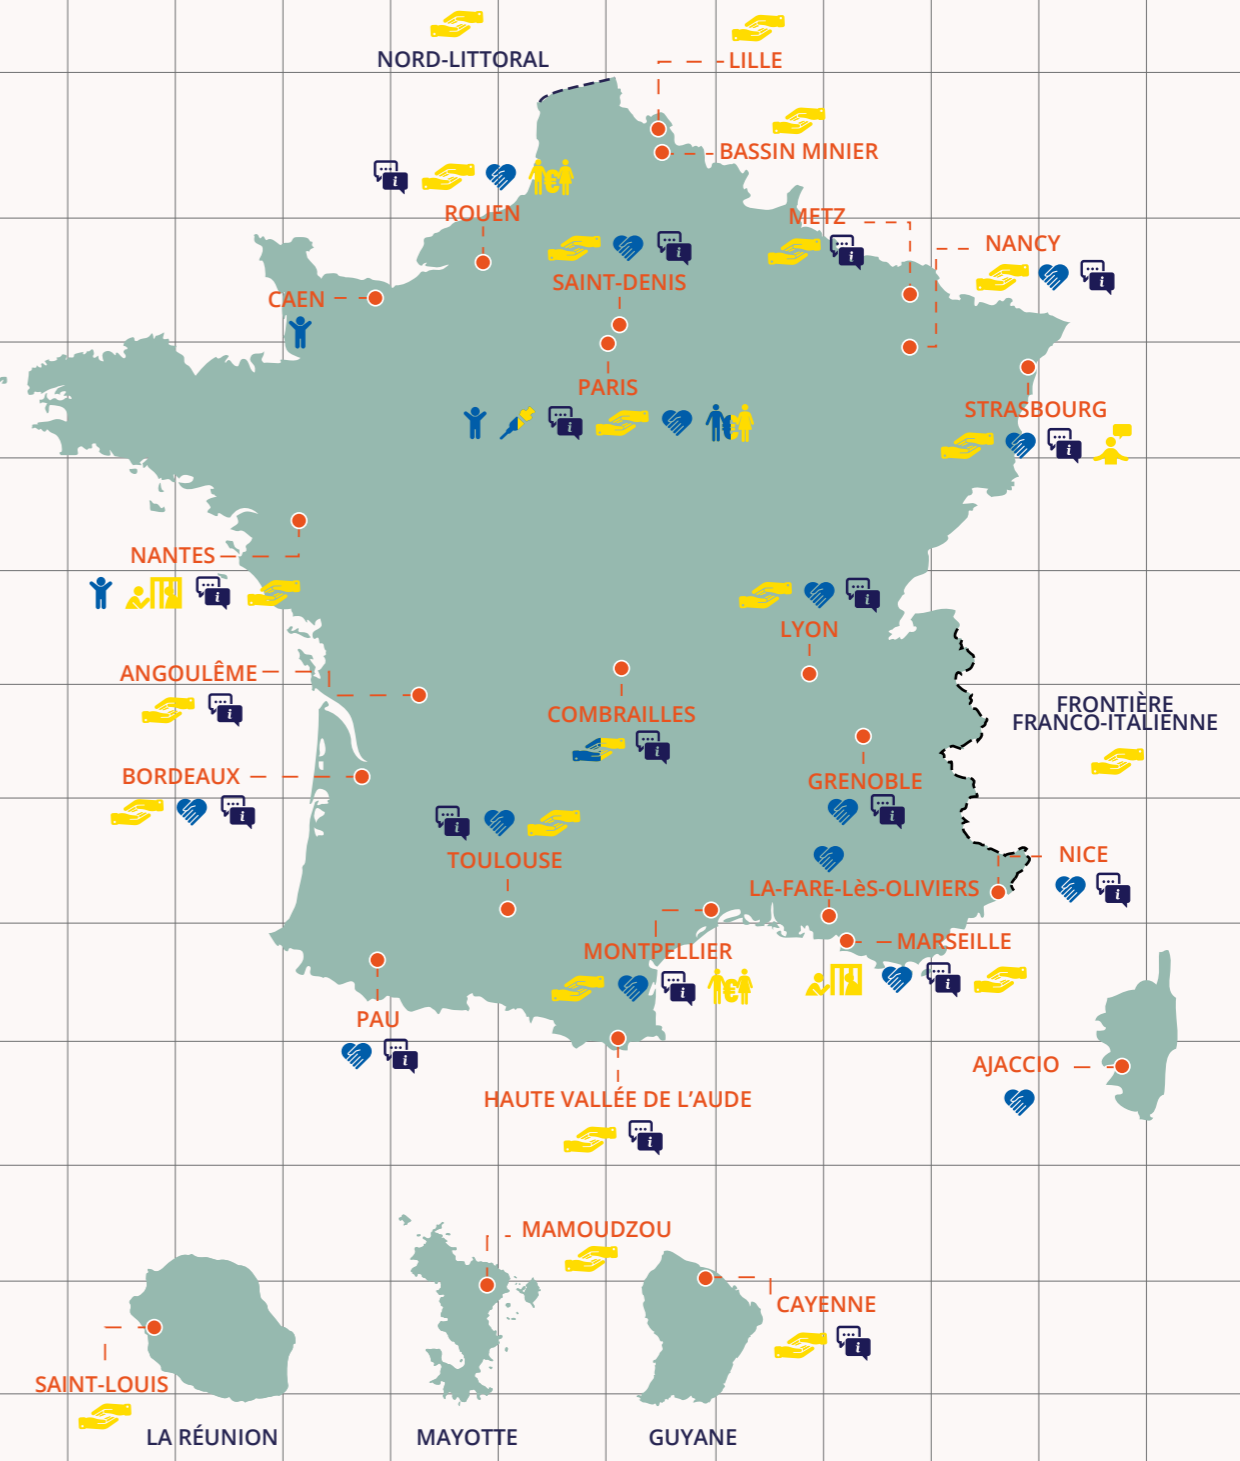 NORD-LITTORAL
LILLE
BASSIN MINIER
ROUEN
METZ
NANCY
SAINT-DENIS
CAEN
PARIS
STRASBOURG
NANTES
LYON
ANGOULÊME
FRONTIÈRE
FRANCO-ITALIENNE
COMBRAILLES
BORDEAUX
GRENOBLE
TOULOUSE
NICE
LA-FARE-LèS-OLIVIERS
MONTPELLIER
MARSEILLE
PAU
AJACCIO
HAUTE VALLÉE DE L’AUDE
MAMOUDZOU
CAYENNE
SAINT-LOUIS
LA RÉUNION
MAYOTTE
GUYANE